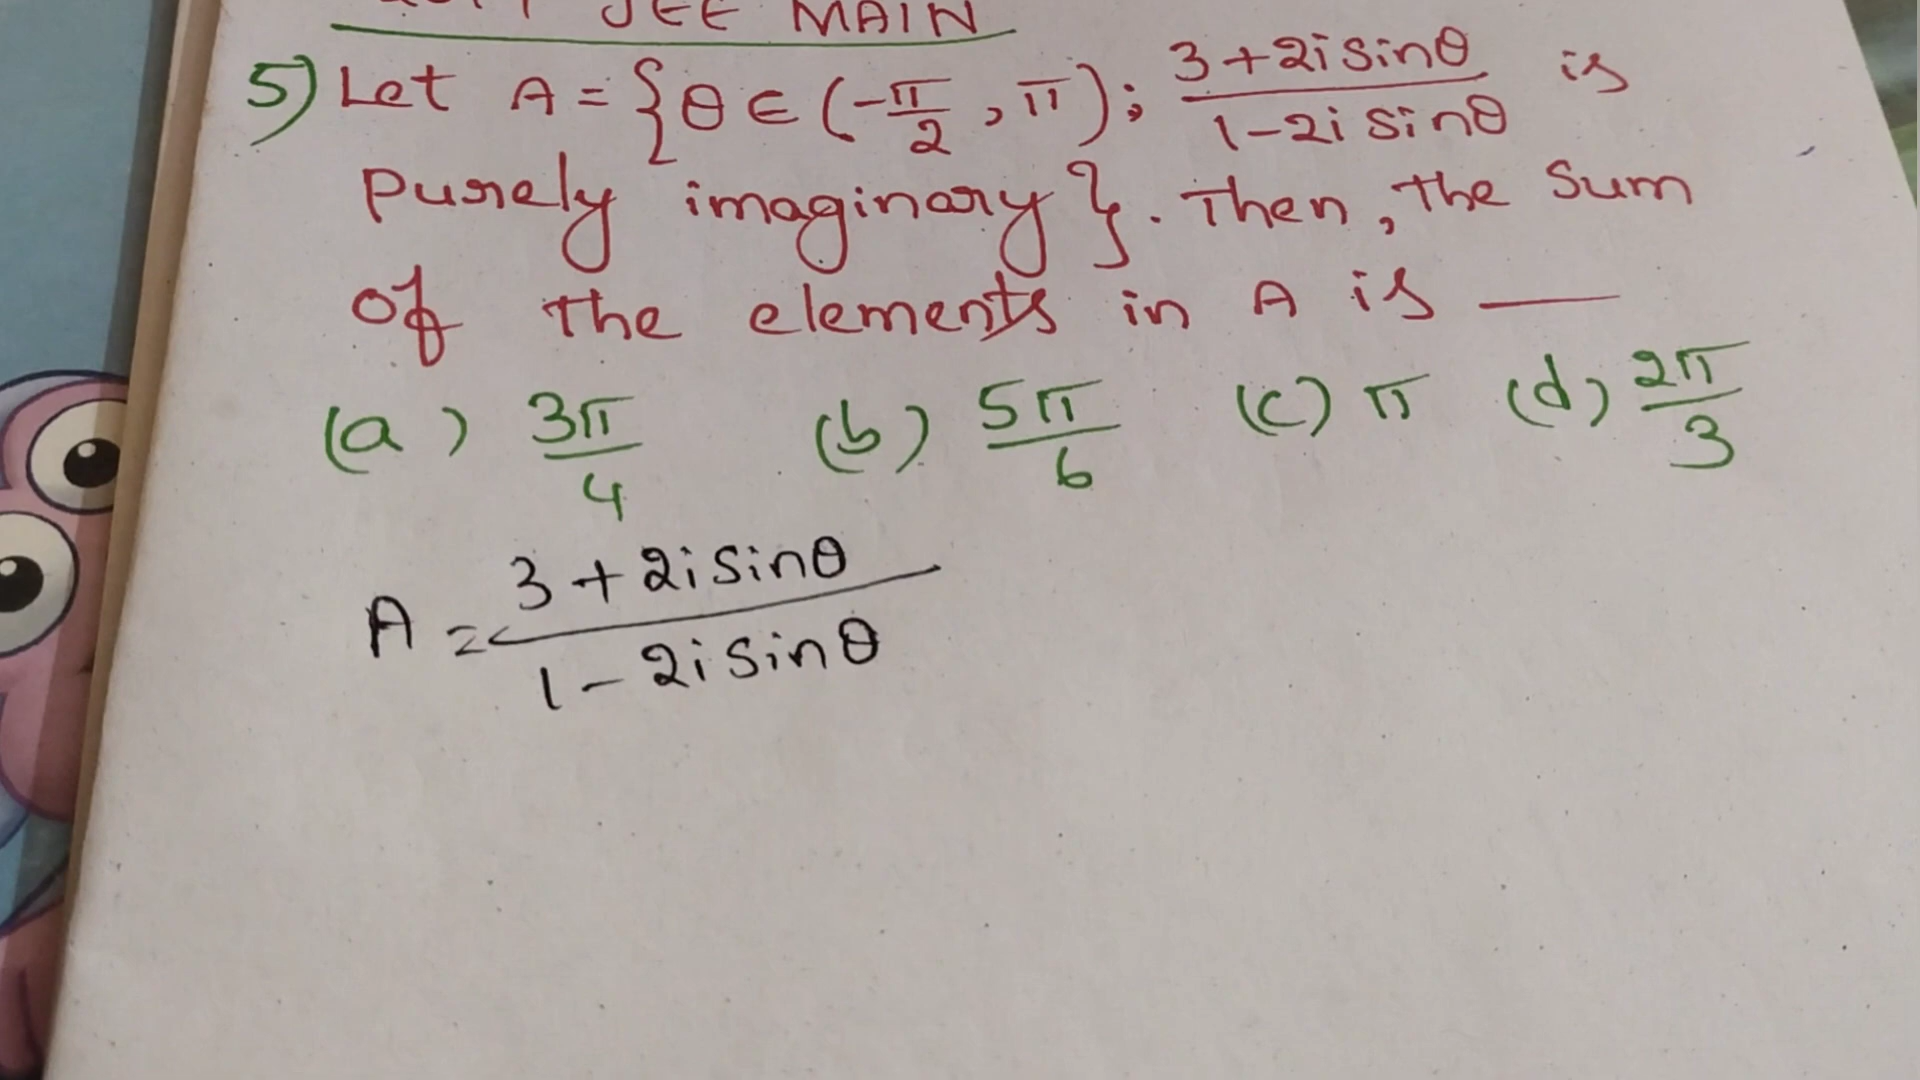 JEE MAIN
5) Let A = {θ ∈ (-π/2, π); (3+2i sinθ)/(1-2i sinθ) is
Purely imaginary}. Then, the sum
of the elements in A is ___
(a) 3π/4 (b) 5π/6 (c) π (d) 2π/3
A = (3+2i sinθ)/(1-2i sinθ)